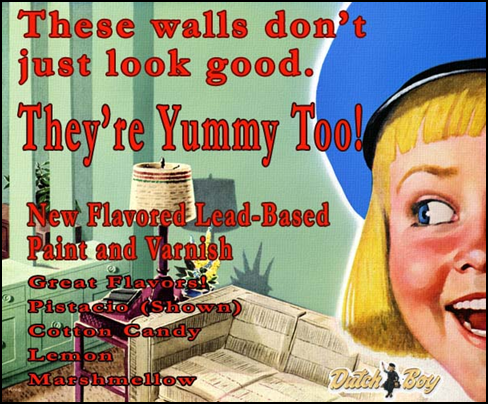 These walls don't
just look good.
They're Yummy Too!
New Flavored Lead-Based
Paint and Varnish
Great Flavors!
Pistacio (Shown)
Cotton Candy
Lemon
Marshmellow
Dutch Boy